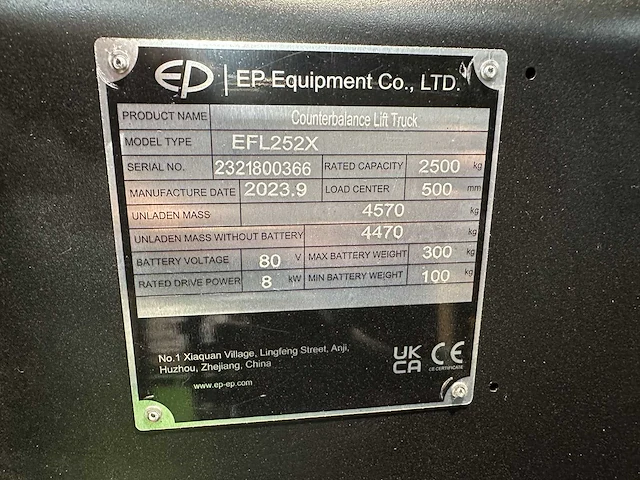 EP | EP Equipment Co., LTD.
PRODUCT NAME Counterbalance Lift Truck
MODEL TYPE EFL252X
SERIAL NO. 2321800366 RATED CAPACITY 2500 kg
MANUFACTURE DATE 2023.9 LOAD CENTER 500 mm
UNLADEN MASS 4570 kg
UNLADEN MASS WITHOUT BATTERY 4470 kg
BATTERY VOLTAGE 80 V MAX BATTERY WEIGHT 300 kg
RATED DRIVE POWER 8 kW MIN BATTERY WEIGHT 100 kg
No.1 Xiaquan Village, Lingfeng Street, Anji,
Huzhou, Zhejiang, China
www.ep-ep.com
UK
CA CE
CE CERTIFICATE